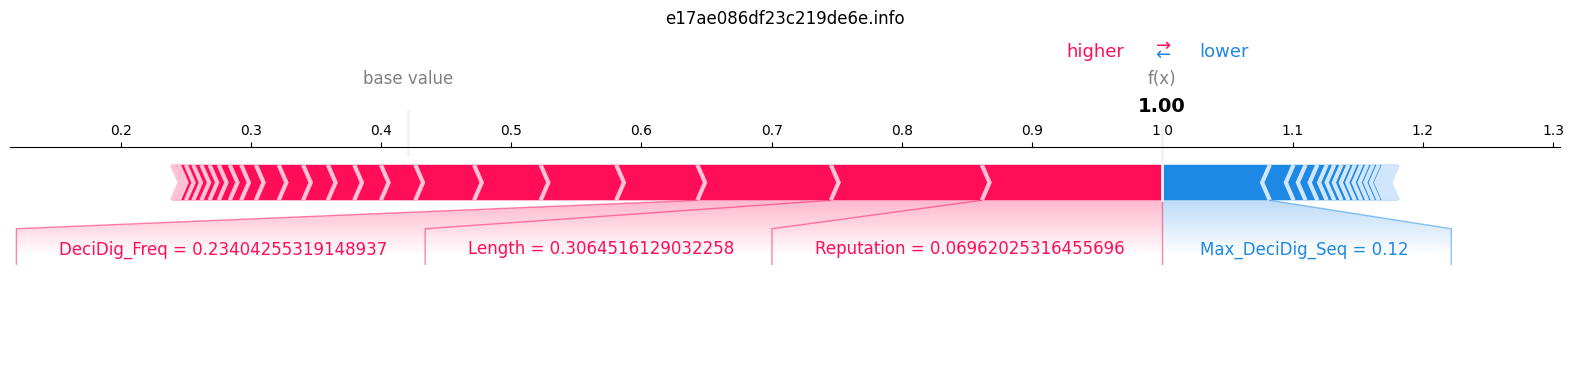 e17ae086df23c219de6e.info
higher ⇄ lower
base value f(x)
1.00
0.2 0.3 0.4 0.5 0.6 0.7 0.8 0.9 1.0 1.1 1.2 1.3
DeciDig_Freq = 0.23404255319148937 Length = 0.3064516129032258 Reputation = 0.06962025316455696 Max_DeciDig_Seq = 0.12